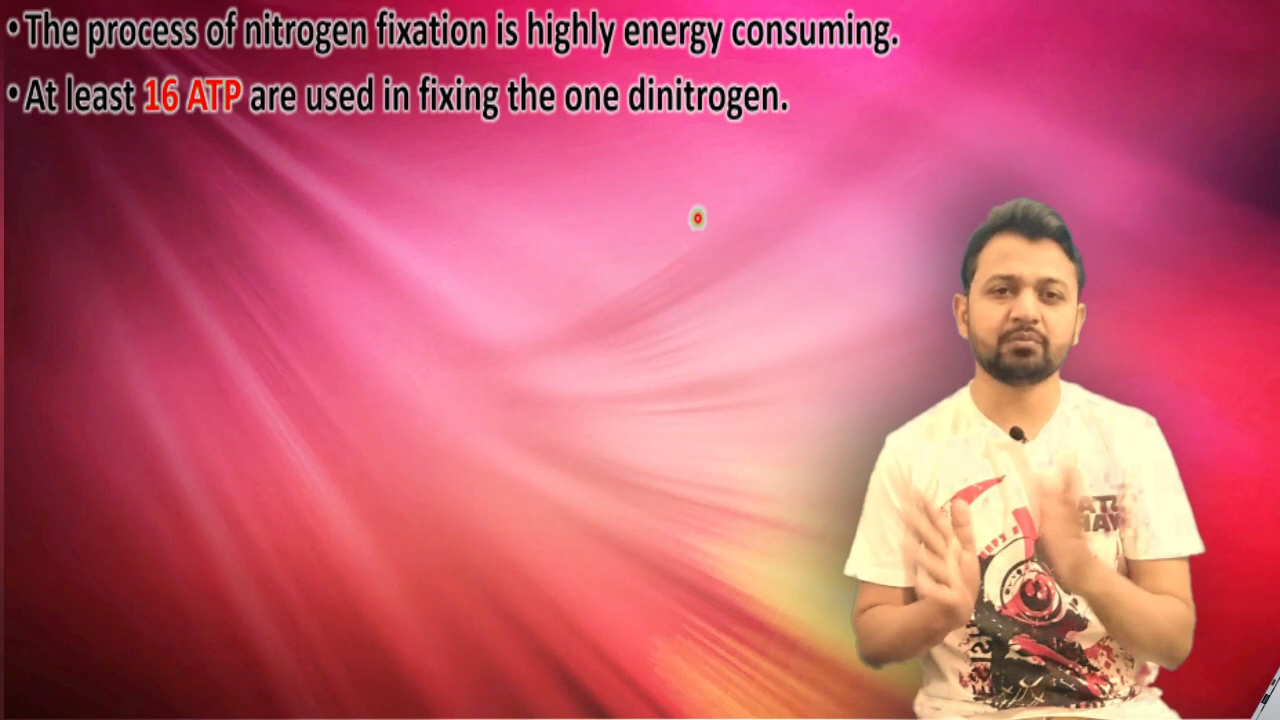 •The process of nitrogen fixation is highly energy consuming.
•At least 16 ATP are used in fixing the one dinitrogen.